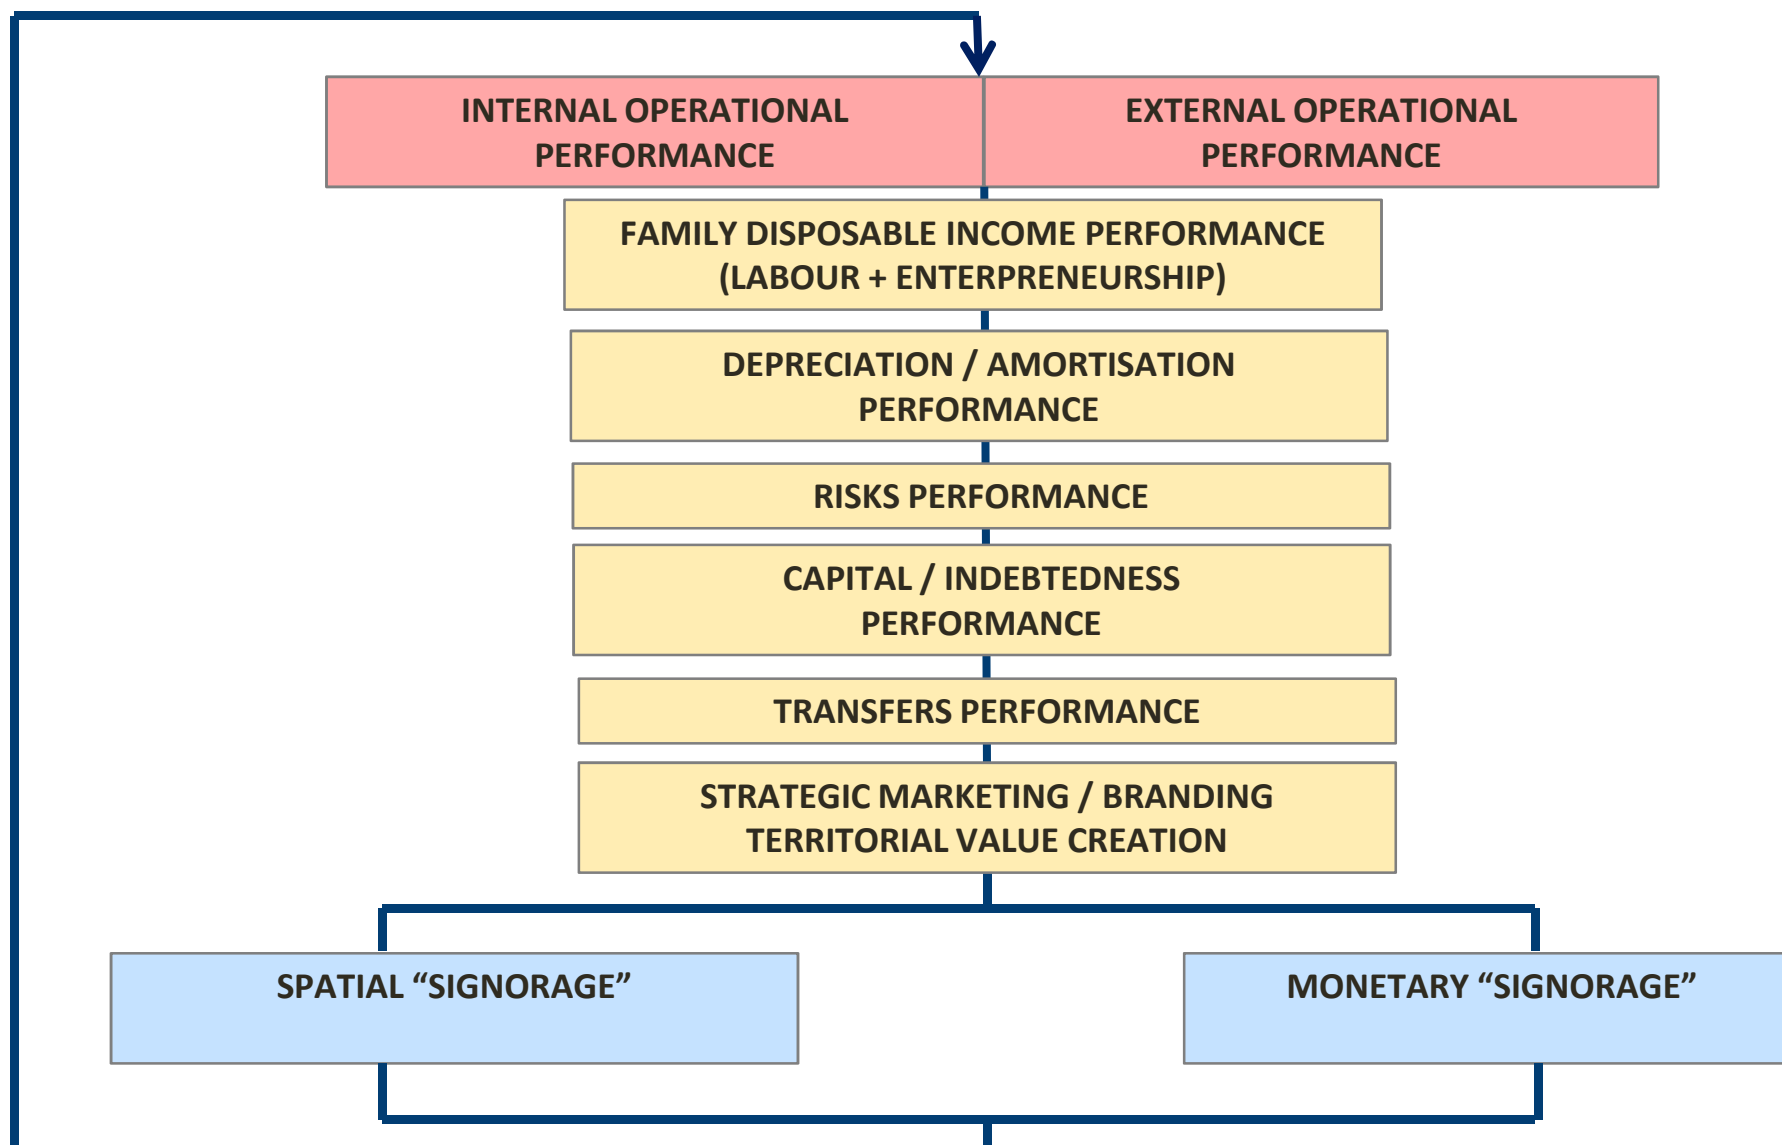 INTERNAL OPERATIONAL
PERFORMANCE
EXTERNAL OPERATIONAL
PERFORMANCE
FAMILY DISPOSABLE INCOME PERFORMANCE
(LABOUR + ENTERPRENEURSHIP)
DEPRECIATION / AMORTISATION
PERFORMANCE
RISKS PERFORMANCE
CAPITAL / INDEBTEDNESS
PERFORMANCE
TRANSFERS PERFORMANCE
STRATEGIC MARKETING / BRANDING
TERRITORIAL VALUE CREATION
SPATIAL “SIGNORAGE”
MONETARY “SIGNORAGE”